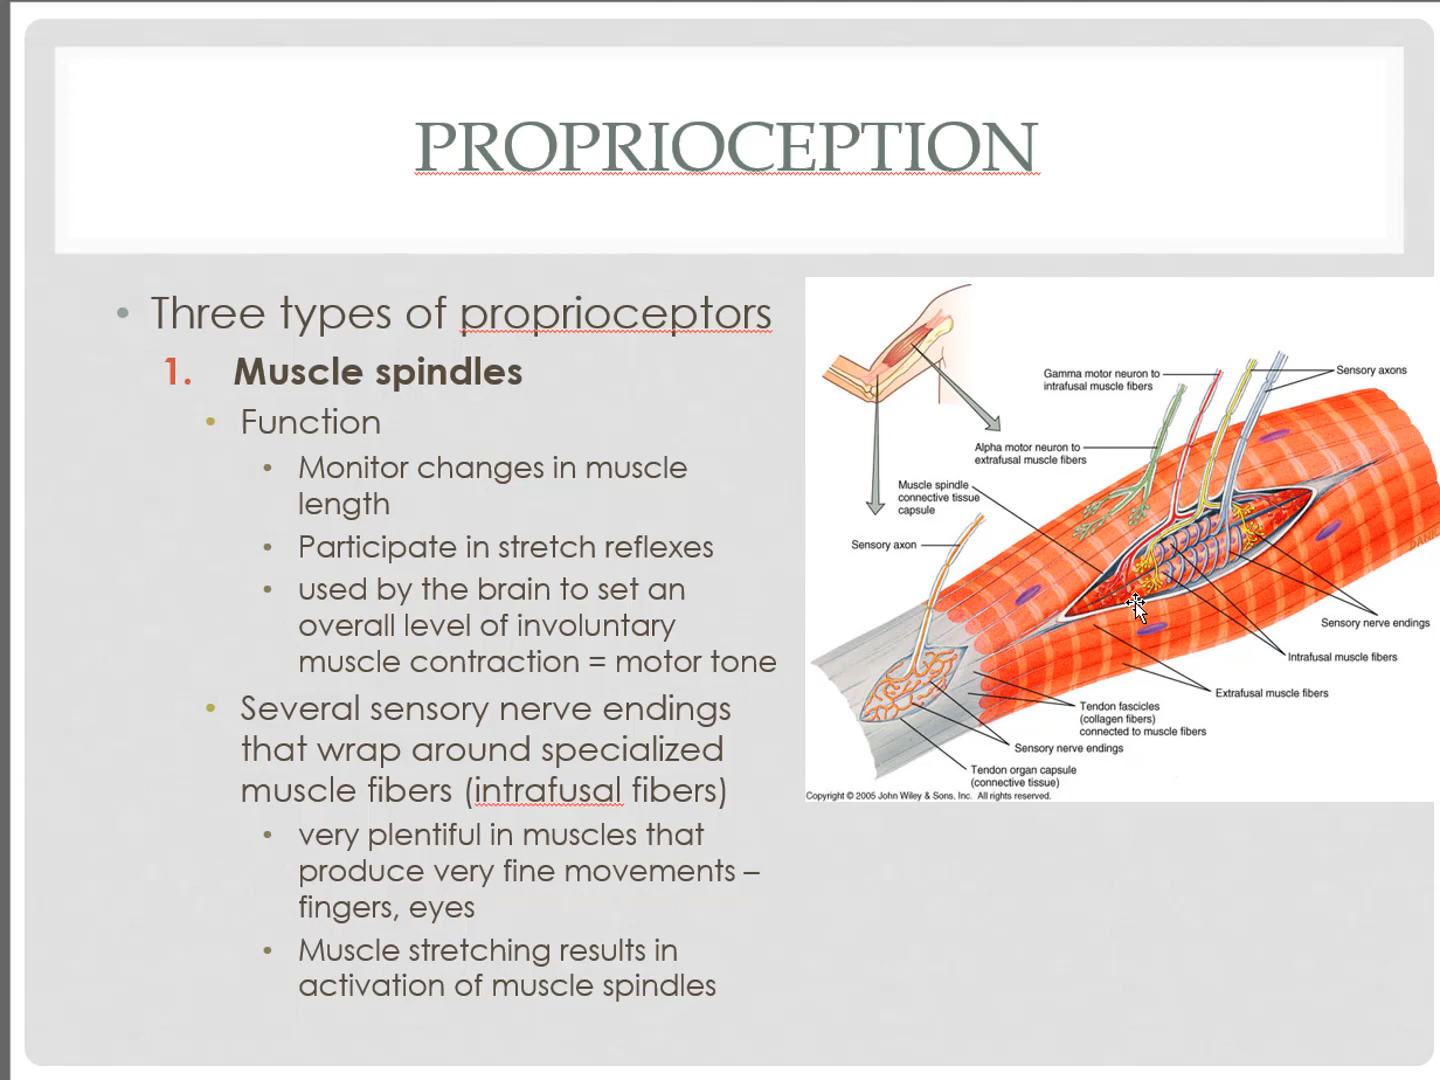 PROPRIOCEPTION
• Three types of proprioceptors
1. Muscle spindles
• Function
• Monitor changes in muscle
length
• Participate in stretch reflexes
• used by the brain to set an
overall level of involuntary
muscle contraction = motor tone
• Several sensory nerve endings
that wrap around specialized
muscle fibers (intrafusal fibers)
• very plentiful in muscles that
produce very fine movements –
fingers, eyes
• Muscle stretching results in
activation of muscle spindles
Gamma motor neuron to
intrafusal muscle fibers
Sensory axons
Alpha motor neuron to
extrafusal muscle fibers
Muscle spindle
connective tissue
capsule
Sensory axon
Sensory nerve endings
Intrafusal muscle fibers
Extrafusal muscle fibers
Tendon fascicles
(collagen fibers)
connected to muscle fibers
Sensory nerve endings
Tendon organ capsule
(connective tissue)
Copyright © 2005 John Wiley & Sons, Inc. All rights reserved.